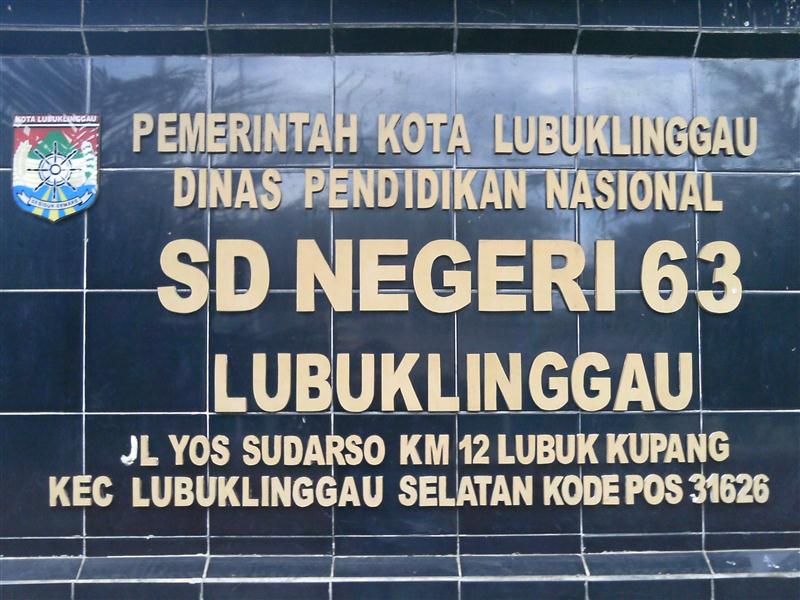 KOTA LUBUKLINGGAU
PEMERINTAH KOTA LUBUKLINGGAU
DINAS PENDIDIKAN NASIONAL
SD NEGERI 63
LUBUKLINGGAU
JL YOS SUDARSO KM 12 LUBUK KUPANG
KEC LUBUKLINGGAU SELATAN KODE POS 31626